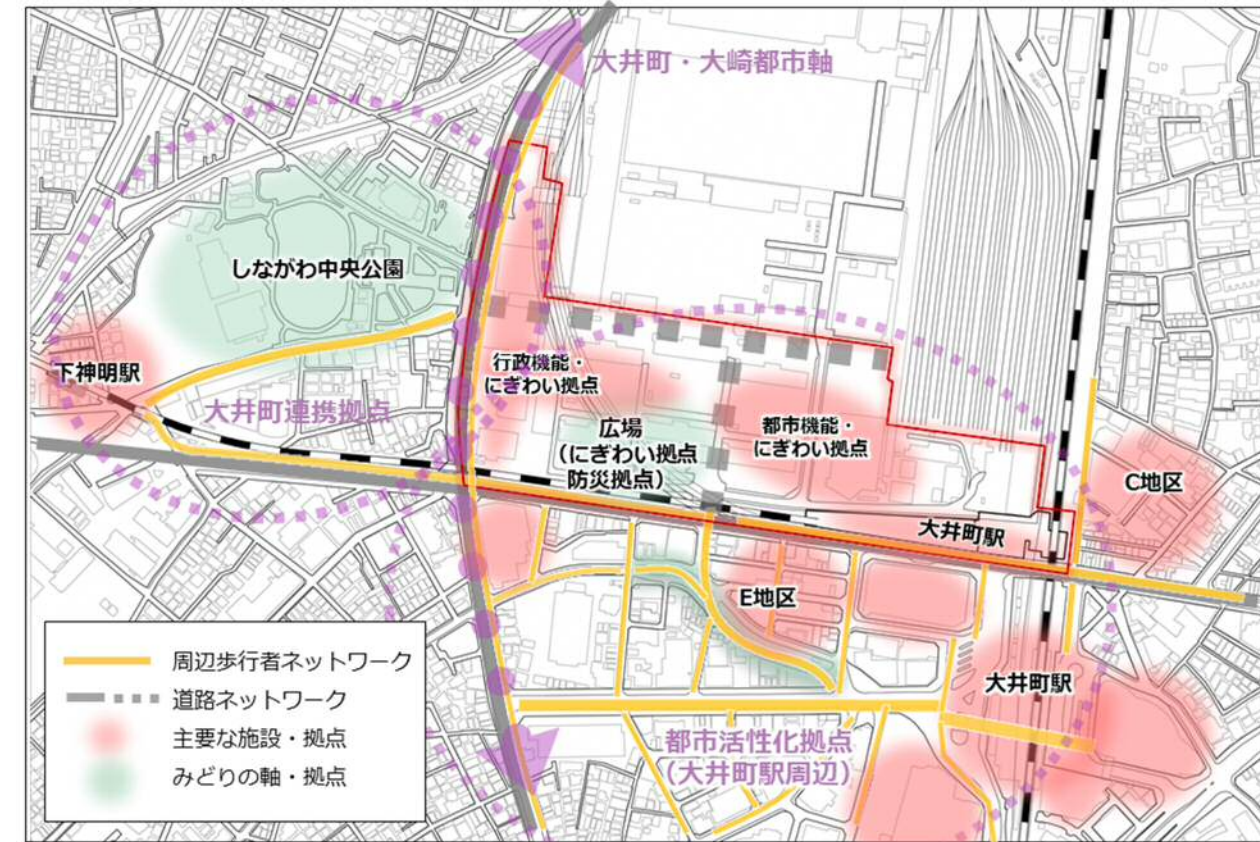 大井町・大崎都市軸
しながわ中央公園
下神明駅
大井町連携拠点
行政機能・
にぎわい拠点
広場
（にぎわい拠点
防災拠点）
都市機能・
にぎわい拠点
C地区
大井町駅
E地区
大井町駅
都市活性化拠点
（大井町駅周辺）
周辺歩行者ネットワーク
道路ネットワーク
主要な施設・拠点
みどりの軸・拠点